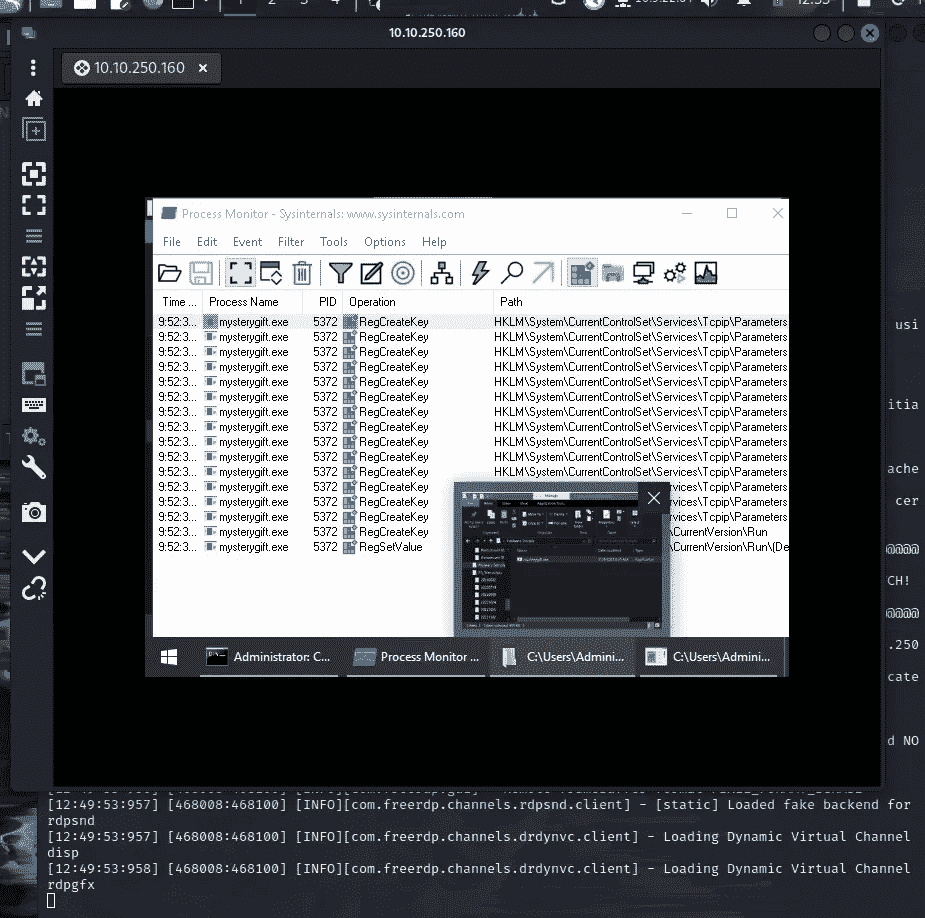 10.10.250.160
10.10.250.160
Process Monitor - Sysinternals: www.sysinternals.com
File Edit Event Filter Tools Options Help
Time ... Process Name PID Operation Path
9:52:3... mysterygift.exe 5372 RegCreateKey HKLM\System\CurrentControlSet\Services\Tcpip\Parameters
9:52:3... mysterygift.exe 5372 RegCreateKey HKLM\System\CurrentControlSet\Services\Tcpip\Parameters
9:52:3... mysterygift.exe 5372 RegCreateKey HKLM\System\CurrentControlSet\Services\Tcpip\Parameters
9:52:3... mysterygift.exe 5372 RegCreateKey HKLM\System\CurrentControlSet\Services\Tcpip\Parameters
9:52:3... mysterygift.exe 5372 RegCreateKey HKLM\System\CurrentControlSet\Services\Tcpip\Parameters
9:52:3... mysterygift.exe 5372 RegCreateKey HKLM\System\CurrentControlSet\Services\Tcpip\Parameters
9:52:3... mysterygift.exe 5372 RegCreateKey HKLM\System\CurrentControlSet\Services\Tcpip\Parameters
9:52:3... mysterygift.exe 5372 RegCreateKey HKLM\System\CurrentControlSet\Services\Tcpip\Parameters
9:52:3... mysterygift.exe 5372 RegCreateKey HKLM\System\CurrentControlSet\Services\Tcpip\Parameters
9:52:3... mysterygift.exe 5372 RegCreateKey HKLM\System\CurrentControlSet\Services\Tcpip\Parameters
9:52:3... mysterygift.exe 5372 RegCreateKey HKLM\System\CurrentControlSet\Services\Tcpip\Parameters
9:52:3... mysterygift.exe 5372 RegCreateKey \Services\Tcpip\Parameters
9:52:3... mysterygift.exe 5372 RegCreateKey \Services\Tcpip\Parameters
9:52:3... mysterygift.exe 5372 RegCreateKey \Services\Tcpip\Parameters
9:52:3... mysterygift.exe 5372 RegCreateKey \CurrentVersion\Run
9:52:3... mysterygift.exe 5372 RegSetValue \CurrentVersion\Run\(De
Administrator: C... Process Monitor ... C:\Users\Admini... C:\Users\Admini...
usi
itia
ache
cer
@@@@@
CH!
@@@@@
.250
cate
d NO
[12:49:53:957] [468008:468100] [INFO][com.freerdp.channels.rdpsnd.client] - [static] Loaded fake backend for
rdpsnd
[12:49:53:957] [468008:468100] [INFO][com.freerdp.channels.drdynvc.client] - Loading Dynamic Virtual Channel
disp
[12:49:53:958] [468008:468100] [INFO][com.freerdp.channels.drdynvc.client] - Loading Dynamic Virtual Channel
rdpgfx